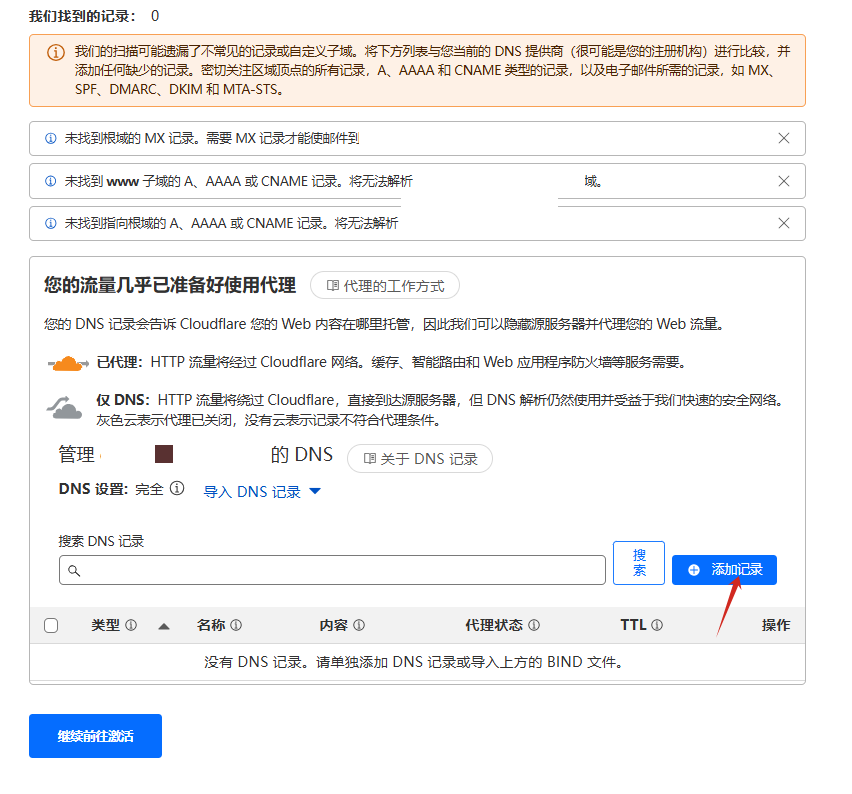 我们找到的记录： 0
我们的扫描可能遗漏了不常见的记录或自定义子域。将下方列表与您当前的 DNS 提供商（很可能是您的注册机构）进行比较，并
添加任何缺少的记录。密切关注区域顶点的所有记录，A、AAAA 和 CNAME 类型的记录，以及电子邮件所需的记录，如 MX、
SPF、DMARC、DKIM 和 MTA-STS。
未找到根域的 MX 记录。需要 MX 记录才能使邮件到
未找到 www 子域的 A、AAAA 或 CNAME 记录。将无法解析 域。
未找到指向根域的 A、AAAA 或 CNAME 记录。将无法解析
您的流量几乎已准备好使用代理 代理的工作方式
您的 DNS 记录会告诉 Cloudflare 您的 Web 内容在哪里托管，因此我们可以隐藏源服务器并代理您的 Web 流量。
已代理：HTTP 流量将经过 Cloudflare 网络。缓存、智能路由和 Web 应用程序防火墙等服务需要。
仅 DNS：HTTP 流量将绕过 Cloudflare，直接到达源服务器，但 DNS 解析仍然使用并受益于我们快速的安全网络。
灰色云表示代理已关闭，没有云表示记录不符合代理条件。
管理 的 DNS 关于 DNS 记录
DNS 设置：完全 导入 DNS 记录
搜索 DNS 记录
搜
索
添加记录
类型 名称 内容 代理状态 TTL 操作
没有 DNS 记录。请单独添加 DNS 记录或导入上方的 BIND 文件。
继续前往激活